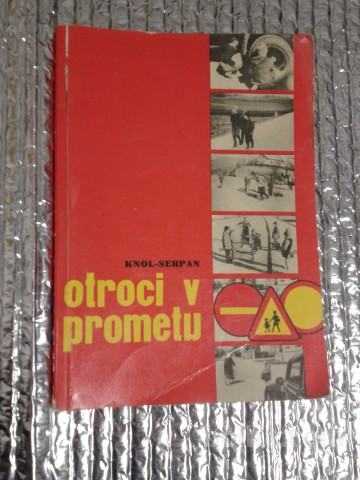 KNOL-SERPAN
otroci v
prometu